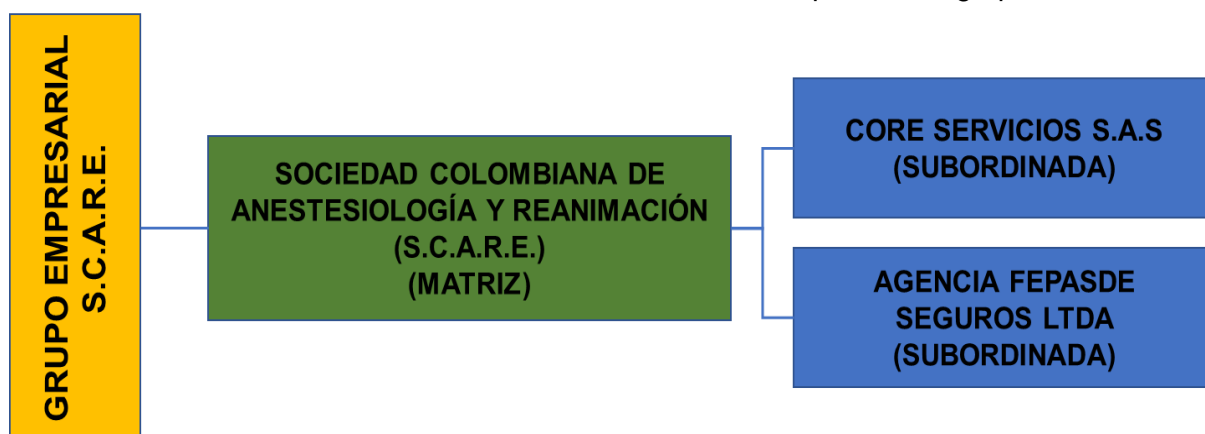 GRUPO EMPRESARIAL
S.C.A.R.E.
SOCIEDAD COLOMBIANA DE
ANESTESIOLOGÍA Y REANIMACIÓN
(S.C.A.R.E.)
(MATRIZ)
CORE SERVICIOS S.A.S
(SUBORDINADA)
AGENCIA FEPASDE
SEGUROS LTDA
(SUBORDINADA)